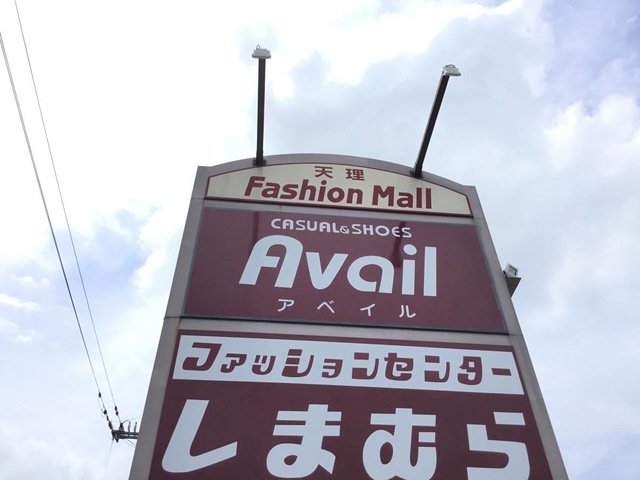 天理
Fashion Mall
CASUAL&SHOES
Avail
アベイル
ファッションセンター
しまむら